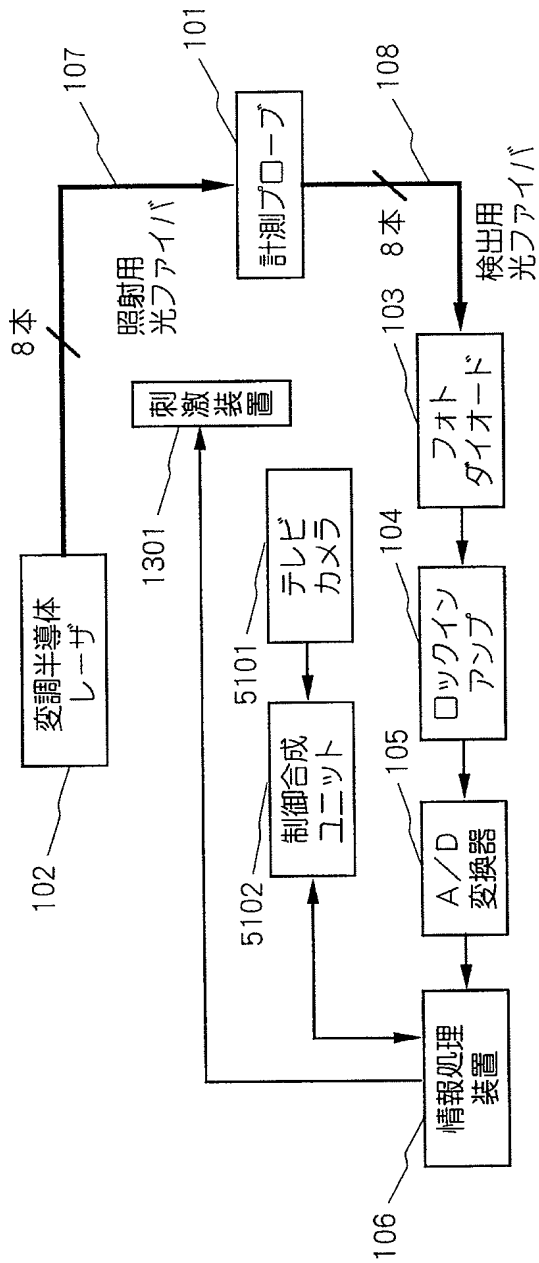 102
変調半導体
レーザ
8本
107
照射用
光ファイバ
101
計測プローブ
8本
108
検出用
光ファイバ
1301
刺激装置
5101
テレビ
カメラ
5102
制御合成
ユニット
103
フォト
ダイオード
104
ロックイン
アンプ
105
A/D
変換器
106
情報処理
装置